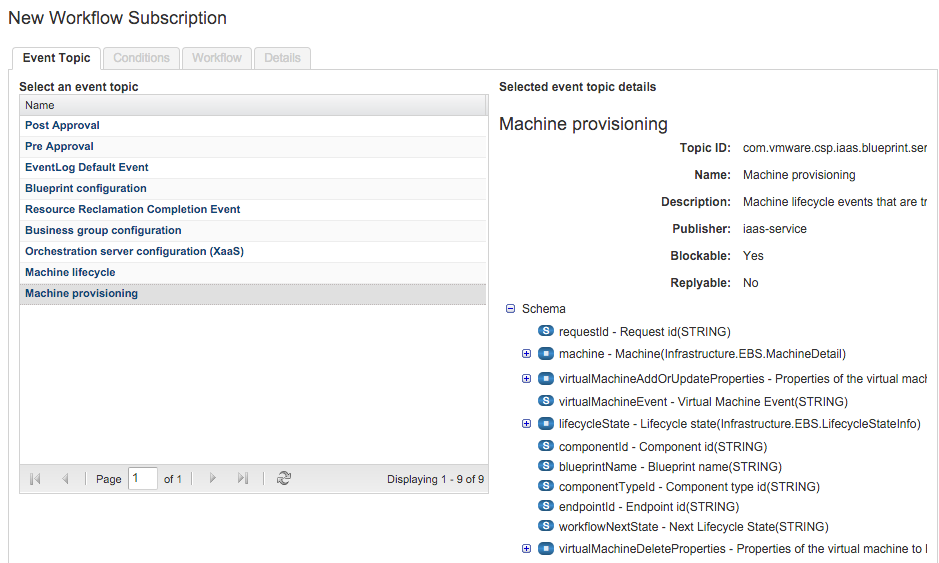 New Workflow Subscription
Event Topic Conditions Workflow Details
Select an event topic
Name
Post Approval
Pre Approval
EventLog Default Event
Blueprint configuration
Resource Reclamation Completion Event
Business group configuration
Orchestration server configuration (XaaS)
Machine lifecycle
Machine provisioning
Page 1 of 1 Displaying 1 - 9 of 9
Selected event topic details
Machine provisioning
Topic ID: com.vmware.csp.iaas.blueprint.ser
Name: Machine provisioning
Description: Machine lifecycle events that are tr
Publisher: iaas-service
Blockable: Yes
Replyable: No
Schema
S requestId - Request id(STRING)
machine - Machine(Infrastructure.EBS.MachineDetail)
virtualMachineAddOrUpdateProperties - Properties of the virtual mach
S virtualMachineEvent - Virtual Machine Event(STRING)
lifecycleState - Lifecycle state(Infrastructure.EBS.LifecycleStateInfo)
S componentId - Component id(STRING)
S blueprintName - Blueprint name(STRING)
S componentTypeId - Component type id(STRING)
S endpointId - Endpoint id(STRING)
S workflowNextState - Next Lifecycle State(STRING)
virtualMachineDeleteProperties - Properties of the virtual machine to